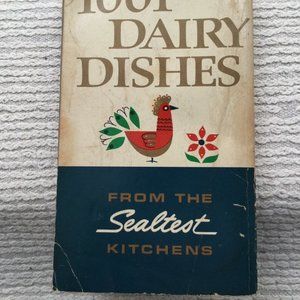 1001
DAIRY
DISHES
FROM THE
Sealtest
KITCHENS